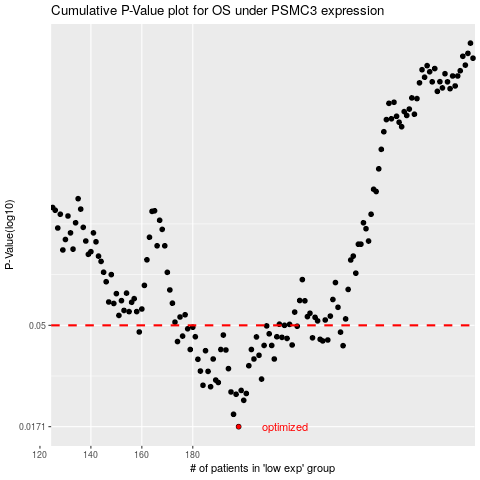 Cumulative P-Value plot for OS under PSMC3 expression
P-Value(log10)
0.05
0.0171
optimized
120 140 160 180
# of patients in 'low exp' group